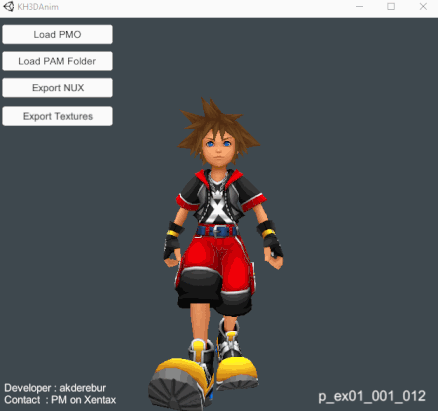 KH3DAnim
Load PMO
Load PAM Folder
Export NUX
Export Textures
Developer : akderebur
Contact : PM on Xentax
p_ex01_001_012